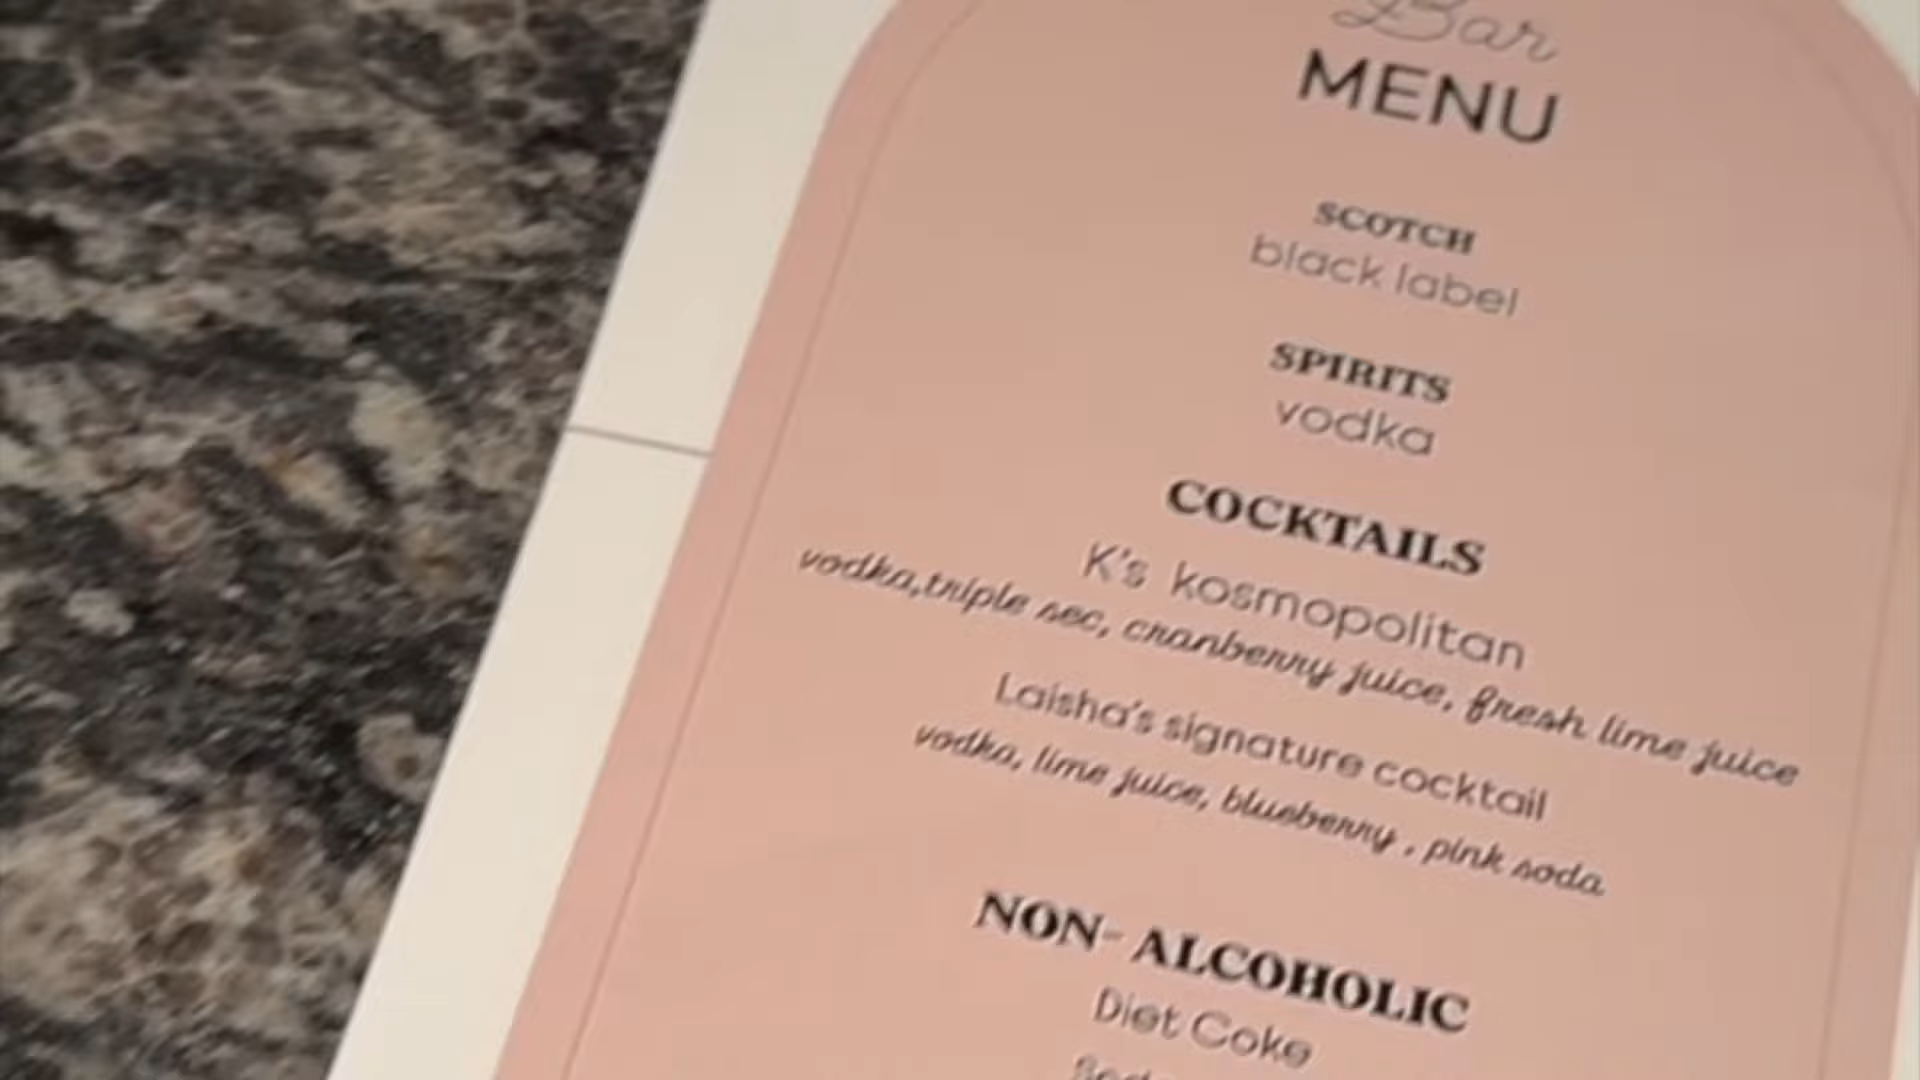 Bar
MENU
SCOTCH
black label
SPIRITS
vodka
COCKTAILS
K's kosmopolitan
vodka,triple sec, cranberry juice, fresh lime juice
Laisha's signature cocktail
vodka, lime juice, blueberry , pink soda
NON- ALCOHOLIC
Diet Coke